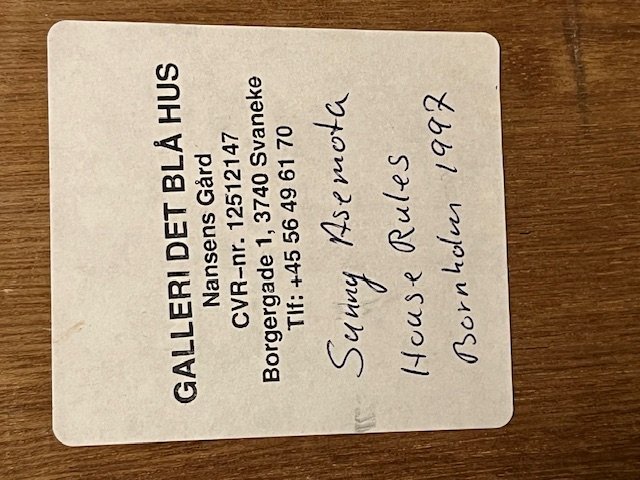 GALLERI DET BLÅ HUS
Nansens Gård
CVR-nr. 12512147
Borgergade 1, 3740 Svaneke
Tlf: +45 56 49 61 70
Sunny Asemota
House Rules
Bornholm 1997